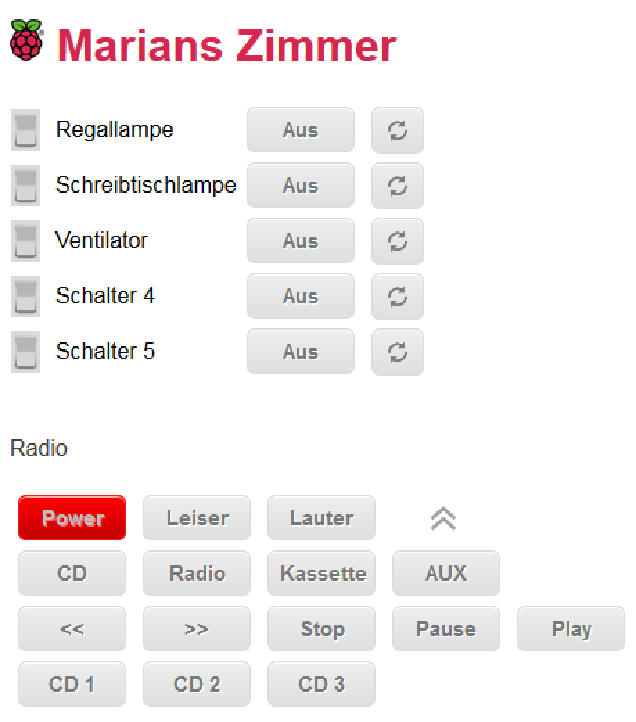 Marians Zimmer
Regallampe Aus
Schreibtischlampe Aus
Ventilator Aus
Schalter 4 Aus
Schalter 5 Aus
Radio
Power Leiser Lauter
CD Radio Kassette AUX
<< >> Stop Pause Play
CD 1 CD 2 CD 3